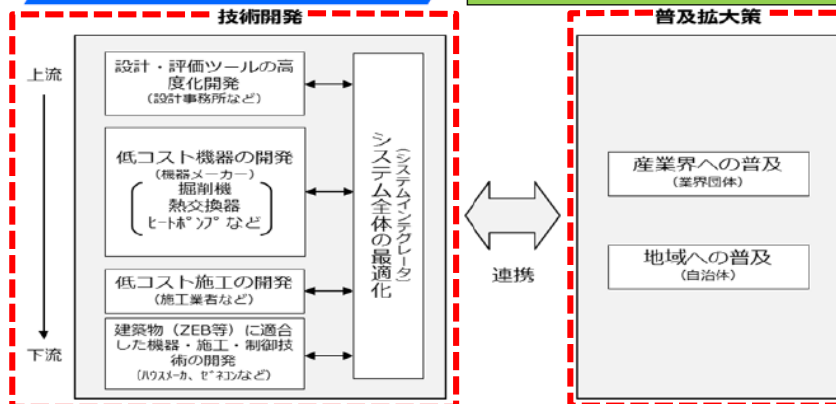 技術開発
上流
下流
設計・評価ツールの高
度化開発
(設計事務所など)
低コスト機器の開発
(機器メーカー)
掘削機
熱交換器
ﾋｰﾄﾎﾟﾝﾌﾟなど
低コスト施工の開発
(施工業者など)
建築物（ZEB等）に適合
した機器・施工・制御技
術の開発
(ﾊｳｽﾒｰｶ、ｾﾞﾈｺﾝなど)
システム全体の最適化
(システムインテグレータ)
連携
普及拡大策
産業界への普及
(業界団体)
地域への普及
(自治体)